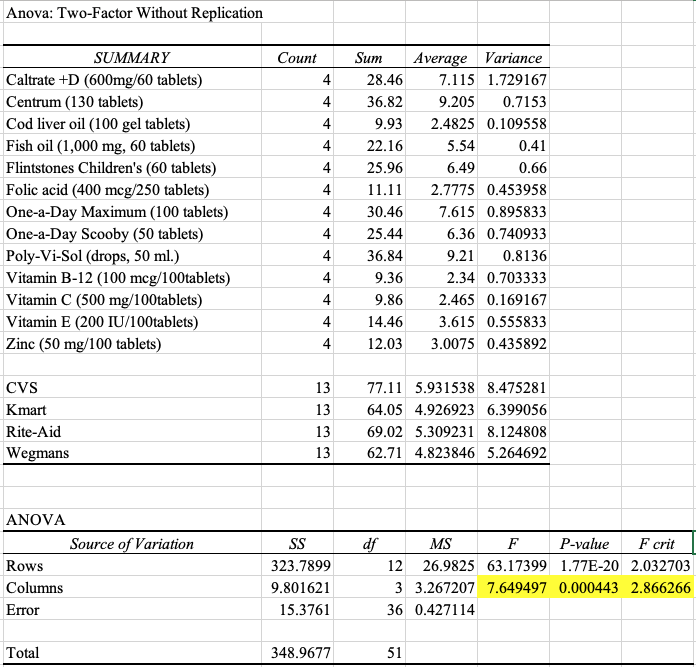 Anova: Two-Factor Without Replication
SUMMARY Count Sum Average Variance
Caltrate +D (600mg/60 tablets) 4 28.46 7.115 1.729167
Centrum (130 tablets) 4 36.82 9.205 0.7153
Cod liver oil (100 gel tablets) 4 9.93 2.4825 0.109558
Fish oil (1,000 mg, 60 tablets) 4 22.16 5.54 0.41
Flintstones Children's (60 tablets) 4 25.96 6.49 0.66
Folic acid (400 mcg/250 tablets) 4 11.11 2.7775 0.453958
One-a-Day Maximum (100 tablets) 4 30.46 7.615 0.895833
One-a-Day Scooby (50 tablets) 4 25.44 6.36 0.740933
Poly-Vi-Sol (drops, 50 ml.) 4 36.84 9.21 0.8136
Vitamin B-12 (100 mcg/100tablets) 4 9.36 2.34 0.703333
Vitamin C (500 mg/100tablets) 4 9.86 2.465 0.169167
Vitamin E (200 IU/100tablets) 4 14.46 3.615 0.555833
Zinc (50 mg/100 tablets) 4 12.03 3.0075 0.435892
CVS 13 77.11 5.931538 8.475281
Kmart 13 64.05 4.926923 6.399056
Rite-Aid 13 69.02 5.309231 8.124808
Wegmans 13 62.71 4.823846 5.264692
ANOVA
Source of Variation SS df MS F P-value F crit
Rows 323.7899 12 26.9825 63.17399 1.77E-20 2.032703
Columns 9.801621 3 3.267207 7.649497 0.000443 2.866266
Error 15.3761 36 0.427114
Total 348.9677 51